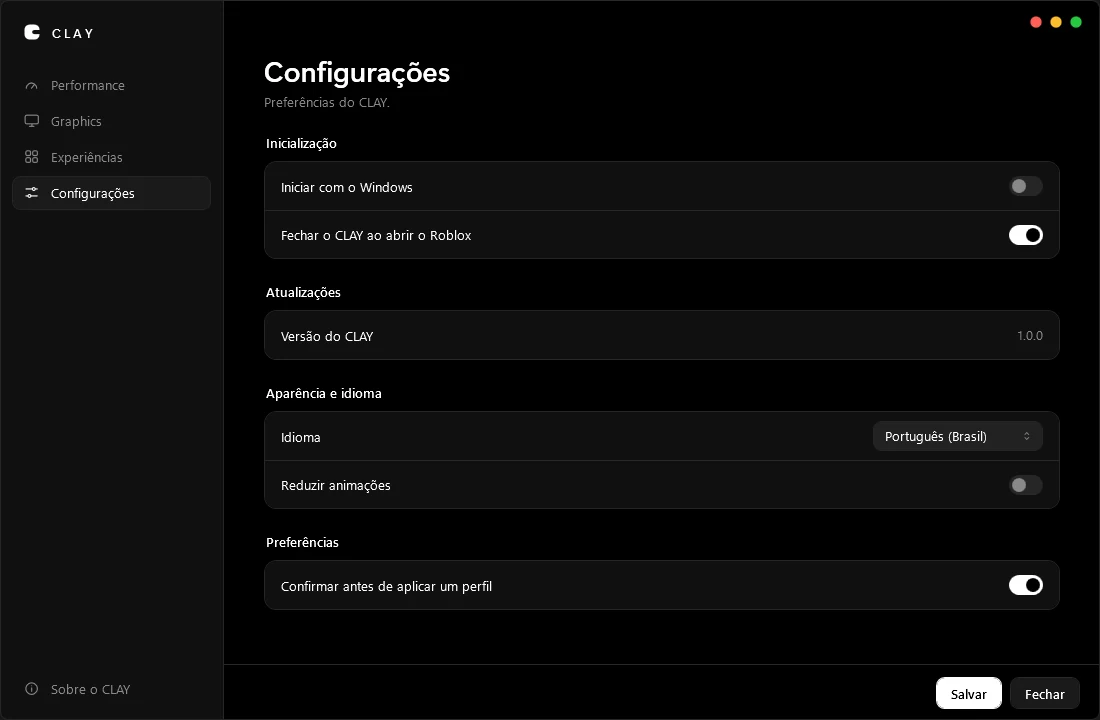 CLAY
Performance
Graphics
Experiências
Configurações
Sobre o CLAY
Configurações
Preferências do CLAY.
Inicialização
Iniciar com o Windows
Fechar o CLAY ao abrir o Roblox
Atualizações
Versão do CLAY 1.0.0
Aparência e idioma
Idioma Português (Brasil)
Reduzir animações
Preferências
Confirmar antes de aplicar um perfil
Salvar Fechar